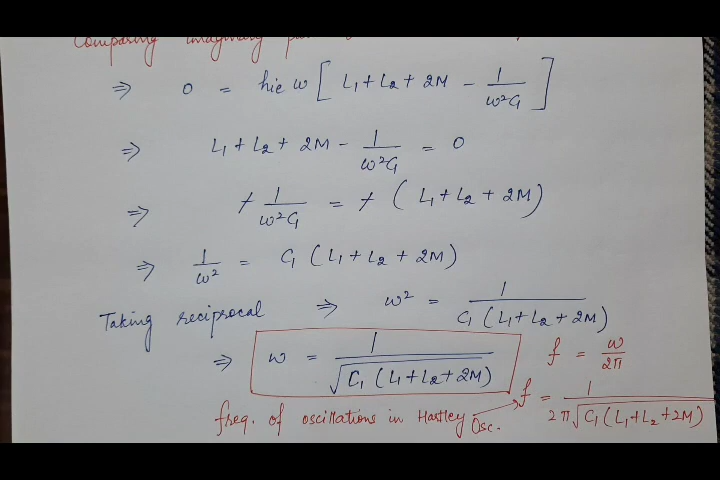 Comparing imaginary
⇒ 0 = hie ω [ L₁ + L₂ + 2M - 1/ω²C₁ ]
⇒ L₁ + L₂ + 2M - 1/ω²C₁ = 0
⇒ ≠ 1/ω²C₁ = ≠ ( L₁ + L₂ + 2M )
⇒ 1/ω² = C₁ ( L₁ + L₂ + 2M )
Taking reciprocal ⇒ ω² = 1/C₁ ( L₁ + L₂ + 2M )
⇒ ω = 1/√C₁ ( L₁ + L₂ + 2M ) f = ω/2π
freq. of oscillations in Hartley Osc. → f = 1/2π√C₁ ( L₁ + L₂ + 2M )